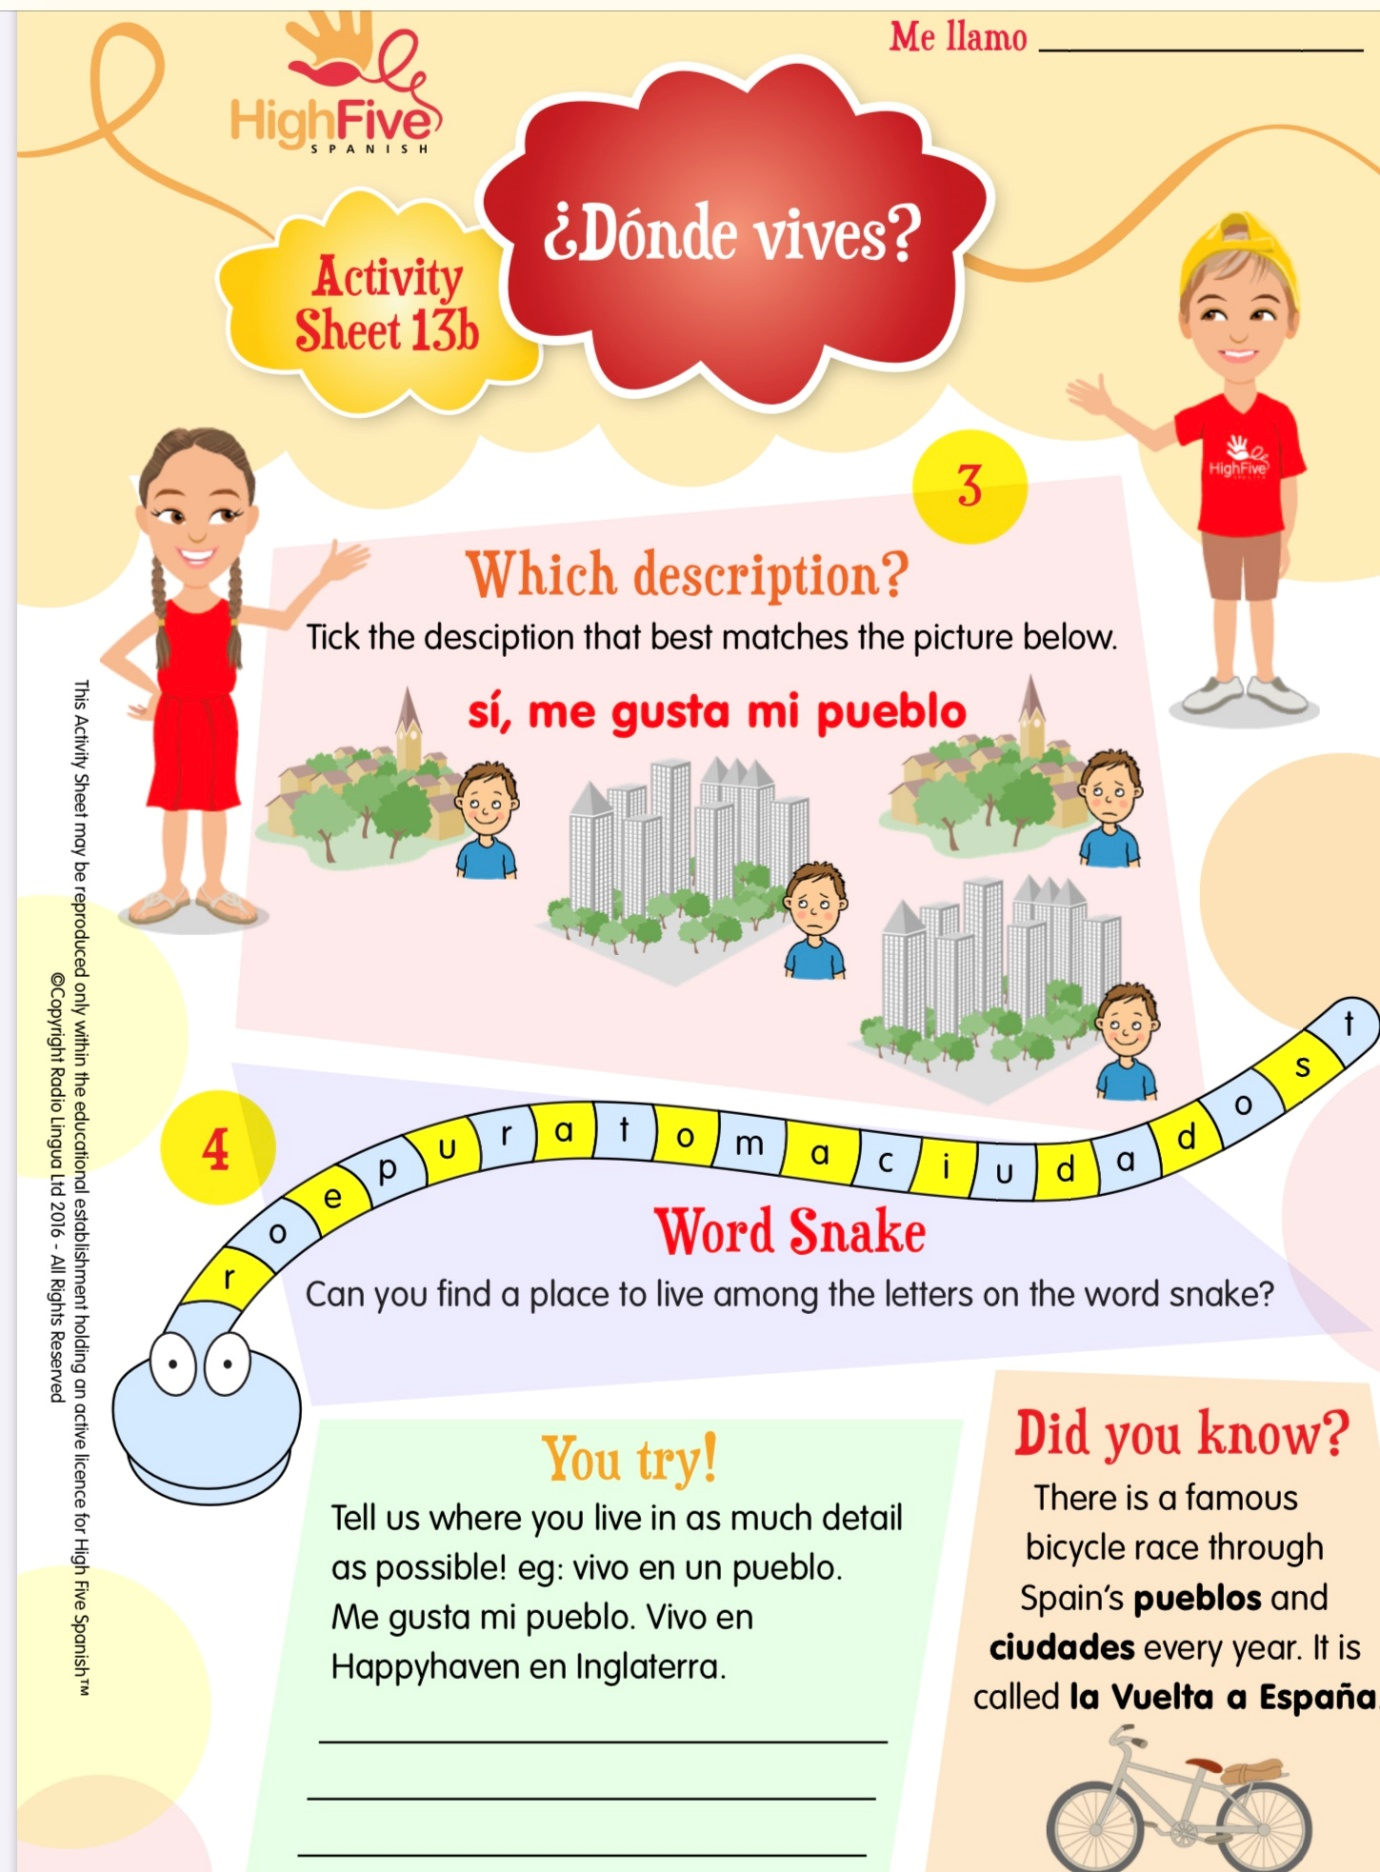 Me llamo
HighFive
SPANISH
¿Dónde vives?
Activity
Sheet 13b
HighFive
3
Which description?
Tick the desciption that best matches the picture below.
sí, me gusta mi pueblo
4
r o e p u r a t o m a c i u d a d o s t
Word Snake
Can you find a place to live among the letters on the word snake?
You try!
Tell us where you live in as much detail
as possible! eg: vivo en un pueblo.
Me gusta mi pueblo. Vivo en
Happyhaven en Inglaterra.
Did you know?
There is a famous
bicycle race through
Spain's pueblos and
ciudades every year. It is
called la Vuelta a España.
This Activity Sheet may be reproduced only within the educational establishment holding an active licence for High Five Spanish™
©Copyright Radio Lingua Ltd 2016 - All Rights Reserved